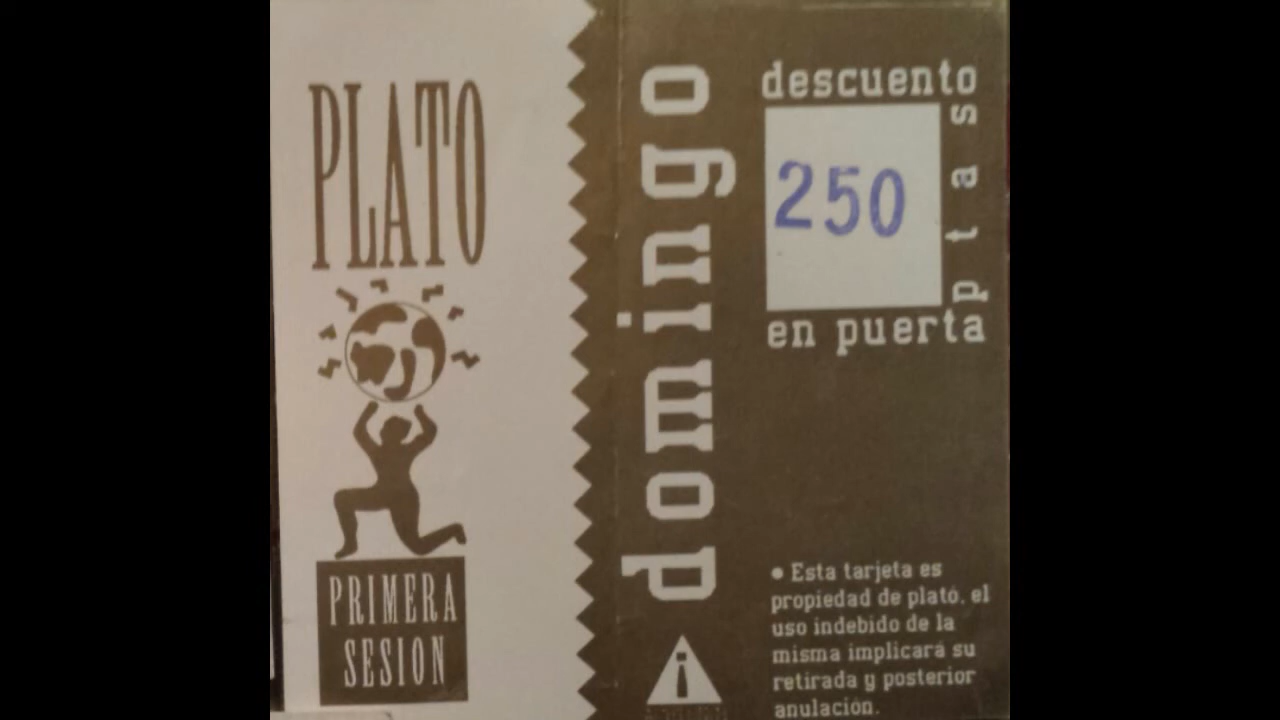 PLATO
PRIMERA
SESION
domingo
descuento
250
ptas
en puerta
• Esta tarjeta es
propiedad de plató, el
uso indebido de la
misma implicará su
retirada y posterior
anulación.